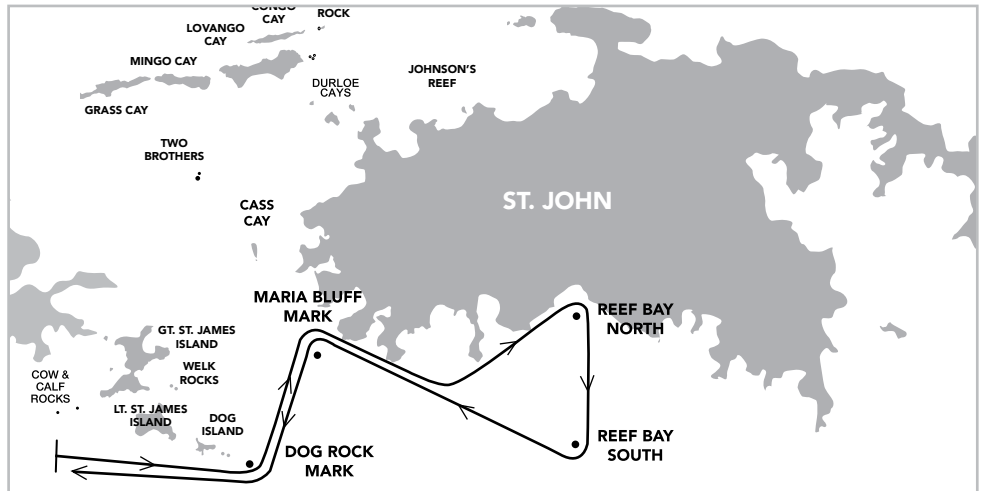 CONGO
CAY
ROCK
LOVANGO
CAY
MINGO CAY
GRASS CAY
DURLOE
CAYS
JOHNSON'S
REEF
TWO
BROTHERS
CASS
CAY
ST. JOHN
MARIA BLUFF
MARK
REEF BAY
NORTH
GT. ST. JAMES
ISLAND
WELK
ROCKS
COW &
CALF
ROCKS
LT. ST. JAMES
ISLAND
DOG
ISLAND
DOG ROCK
MARK
REEF BAY
SOUTH